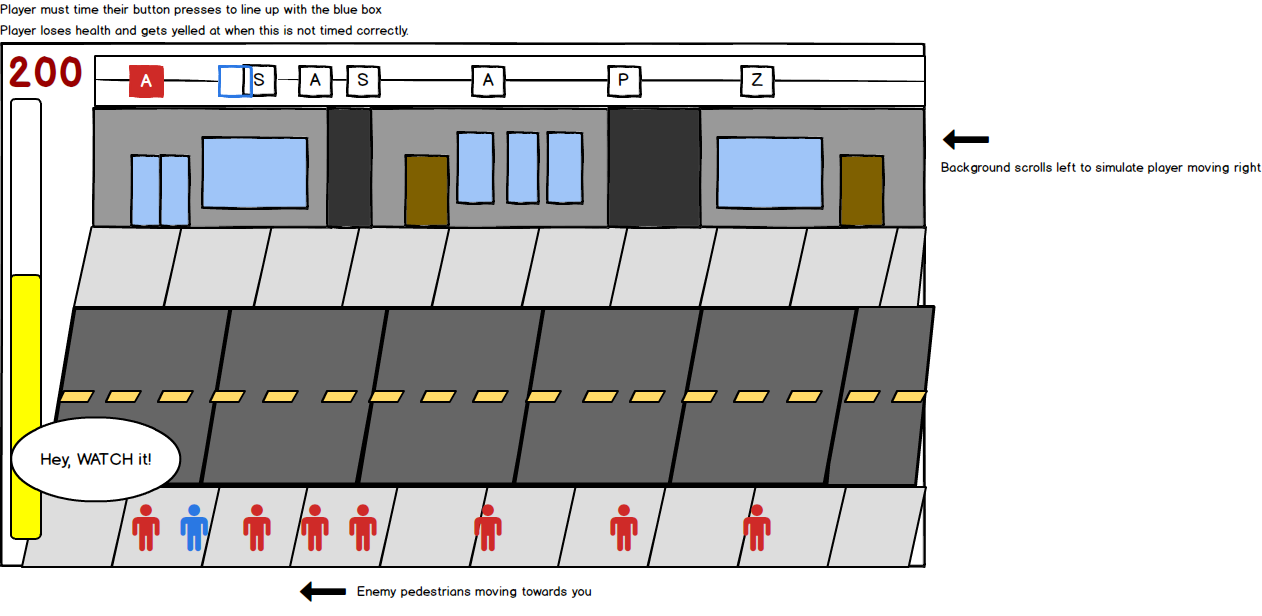 Player must time their button presses to line up with the blue box
Player loses health and gets yelled at when this is not timed correctly.
200
A S A S A P Z
Background scrolls left to simulate player moving right
Hey, WATCH it!
Enemy pedestrians moving towards you